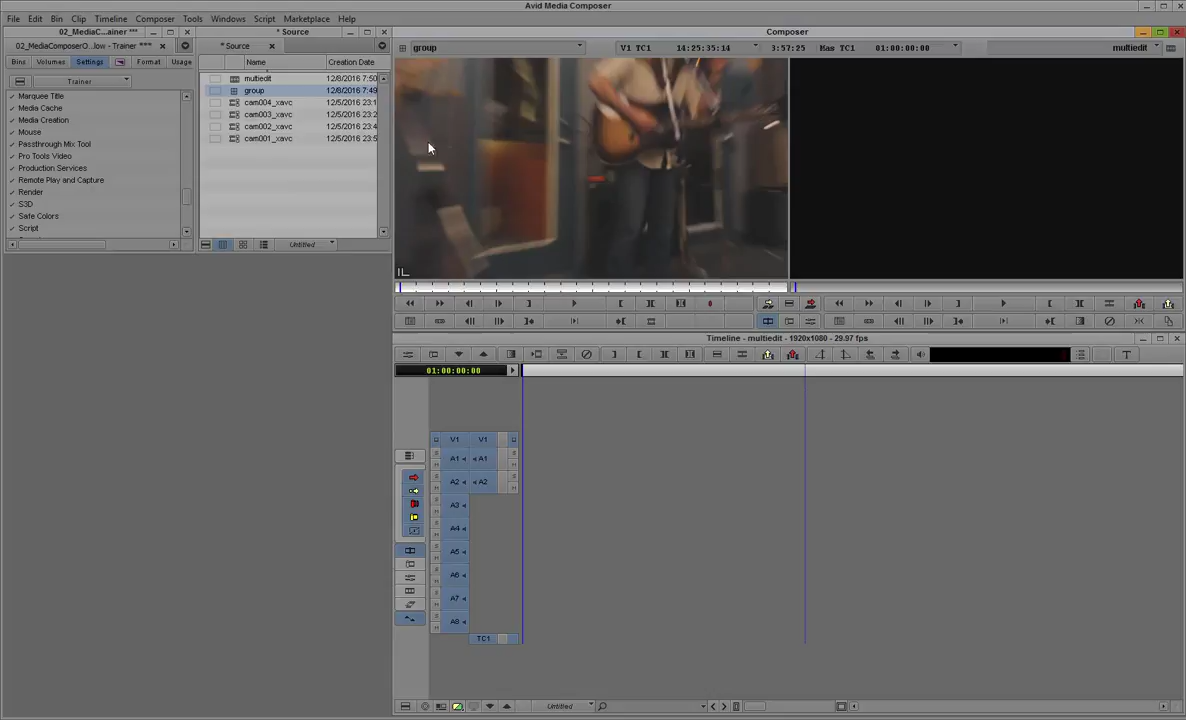 Avid Media Composer
File Edit Bin Clip Timeline Composer Tools Windows Script Marketplace Help
02_MediaC...ainer ***
* Source
Composer
02_MediaComposerO...low - Trainer ***
* Source
group
V1 TC1 14:25:35:14 3:57:25 Mas TC1 01:00:00:00
multiedit
Bins Volumes Settings Format Usage
Name Creation Date
Trainer
multiedit 12/8/2016 7:50
group 12/8/2016 7:49
cam004_xavc 12/5/2016 23:1
cam003_xavc 12/5/2016 23:2
cam002_xavc 12/5/2016 23:4
cam001_xavc 12/5/2016 23:5
Marquee Title
Media Cache
Media Creation
Mouse
Passthrough Mix Tool
Pro Tools Video
Production Services
Remote Play and Capture
Render
S3D
Safe Colors
Script
Untitled
Timeline - multiedit - 1920x1080 - 29.97 fps
01:00:00:00
V1 V1
A1 A1
A2 A2
A3
A4
A5
A6
A7
A8
TC1
Untitled